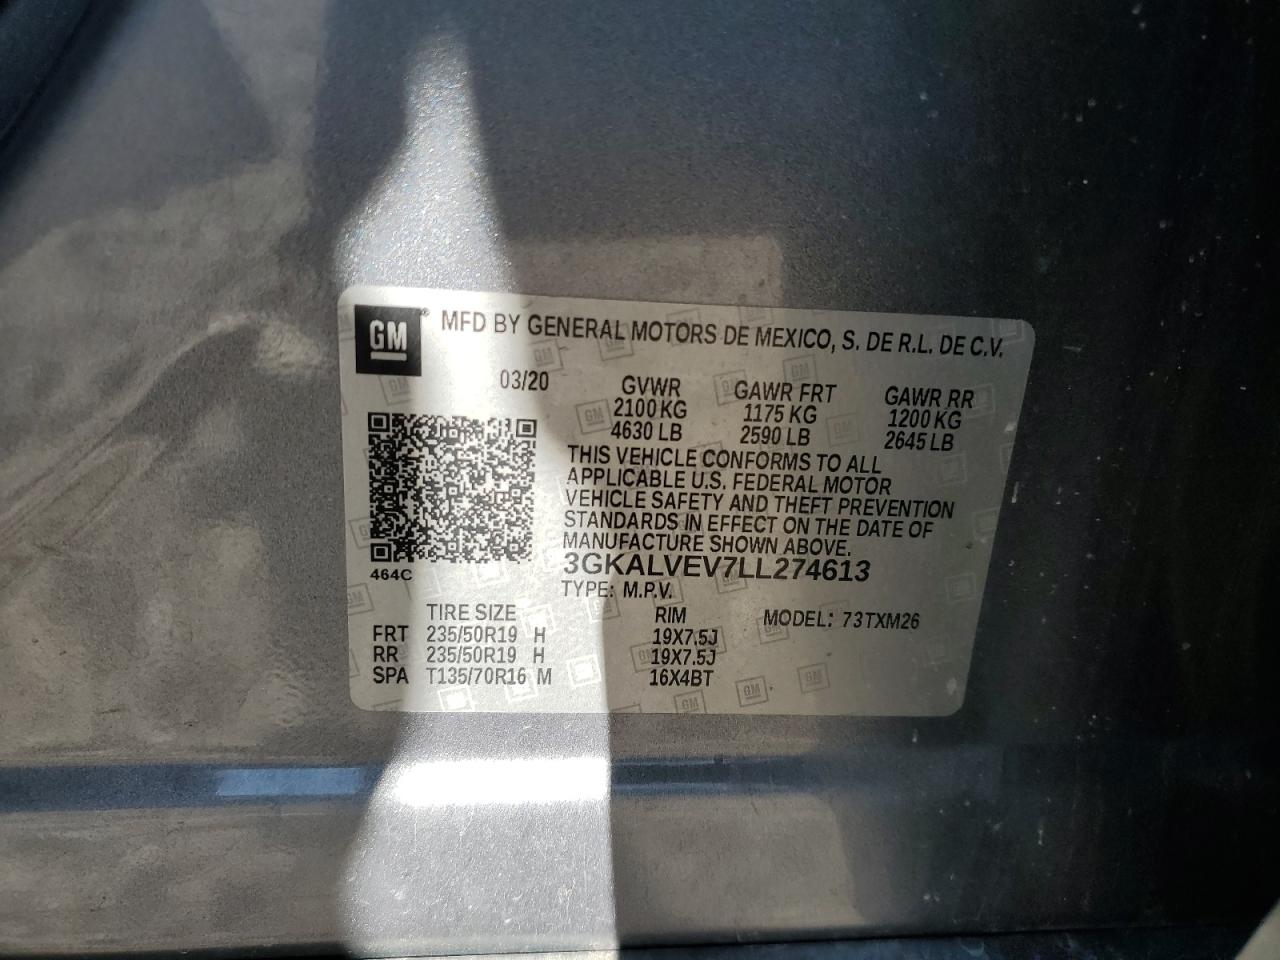 GM ® MFD BY GENERAL MOTORS DE MEXICO, S. DE R.L. DE C.V.
03/20 GVWR GAWR FRT GAWR RR
2100 KG 1175 KG 1200 KG
4630 LB 2590 LB 2645 LB
THIS VEHICLE CONFORMS TO ALL
APPLICABLE U.S. FEDERAL MOTOR
VEHICLE SAFETY AND THEFT PREVENTION
STANDARDS IN EFFECT ON THE DATE OF
MANUFACTURE SHOWN ABOVE.
464C 3GKALVEV7LL274613
TYPE: M.P.V.
TIRE SIZE RIM MODEL: 73TXM26
FRT 235/50R19 H 19X7.5J
RR 235/50R19 H 19X7.5J
SPA T135/70R16 M 16X4BT